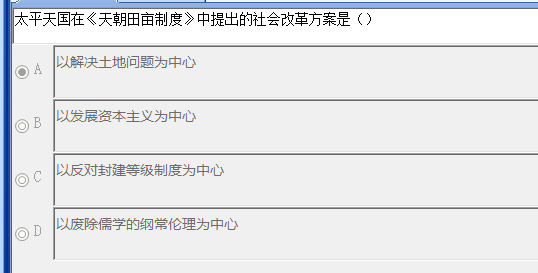 太平天国在《天朝田亩制度》中提出的社会改革方案是（）
A 以解决土地问题为中心
B 以发展资本主义为中心
C 以反对封建等级制度为中心
D 以废除儒学的纲常伦理为中心